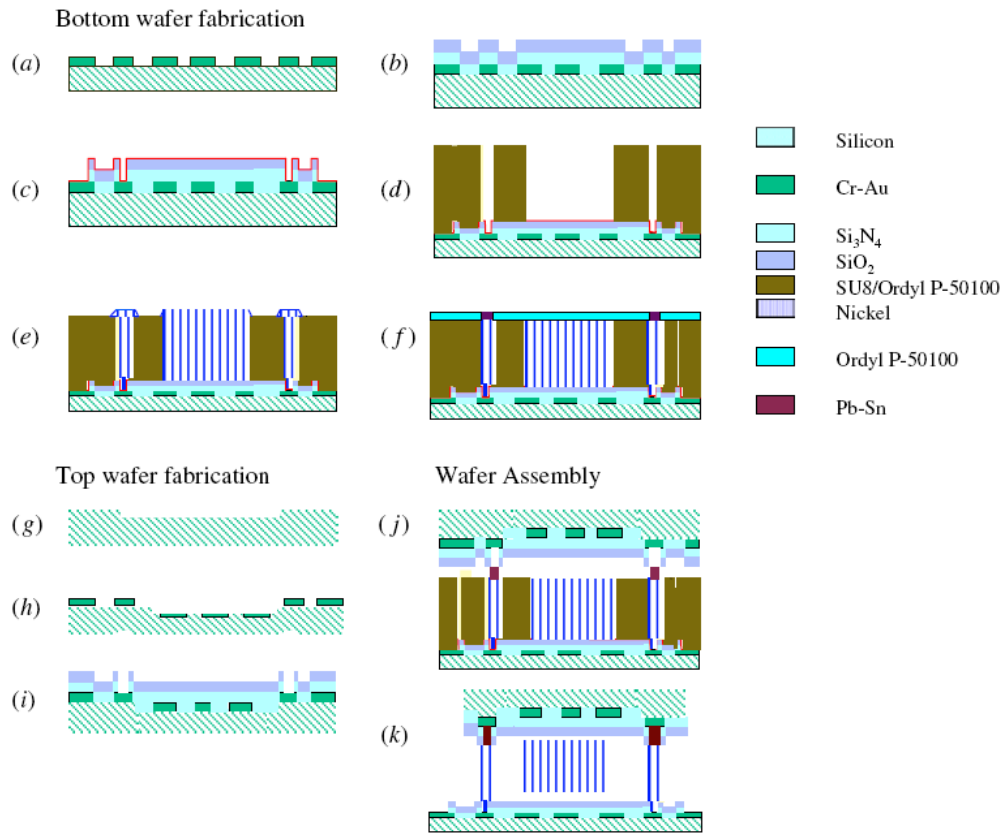 Bottom wafer fabrication
(a)
(b)
(c)
(d)
(e)
(f)
Silicon
Cr-Au
Si₃N₄
SiO₂
SU8/Ordyl P-50100
Nickel
Ordyl P-50100
Pb-Sn
Top wafer fabrication
Wafer Assembly
(g)
(h)
(i)
(j)
(k)